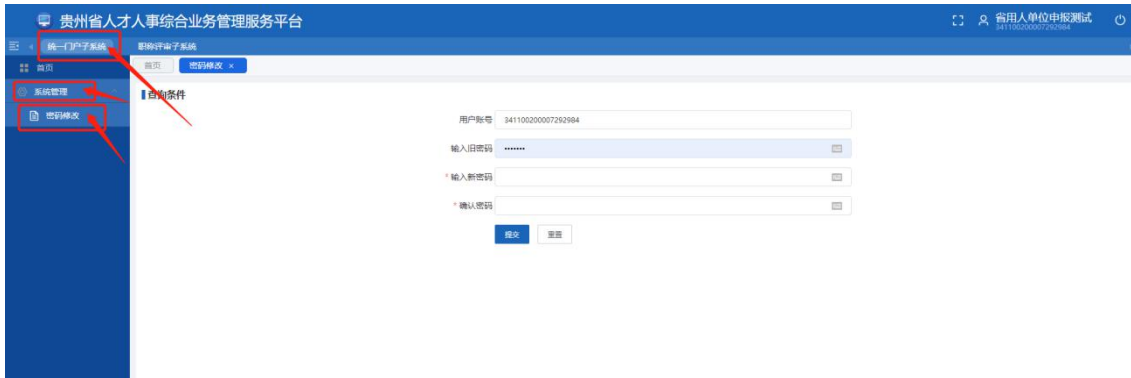 贵州省人才人事综合业务管理服务平台
省用人单位申报测试
341100200007292984
统一门户子系统
职称评审子系统
首页
首页
密码修改 ×
系统管理
密码修改
查询条件
用户账号 341100200007292984
输入旧密码 •••••••
* 输入新密码
* 确认密码
提交
重置